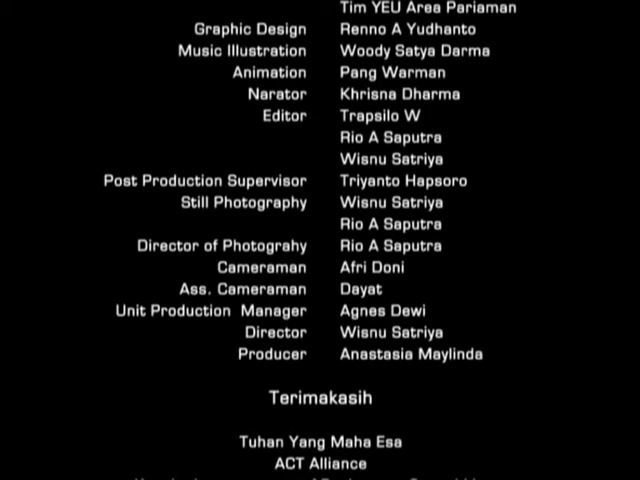 Tim YEU Area Pariaman
Graphic Design Renno A Yudhanto
Music Illustration Woody Satya Darma
Animation Pang Warman
Narator Khrisna Dharma
Editor Trapsilo W
Rio A Saputra
Wisnu Satriya
Post Production Supervisor Triyanto Hapsoro
Still Photography Wisnu Satriya
Rio A Saputra
Director of Photograhy Rio A Saputra
Cameraman Afri Doni
Ass. Cameraman Dayat
Unit Production Manager Agnes Dewi
Director Wisnu Satriya
Producer Anastasia Maylinda
Terimakasih
Tuhan Yang Maha Esa
ACT Alliance